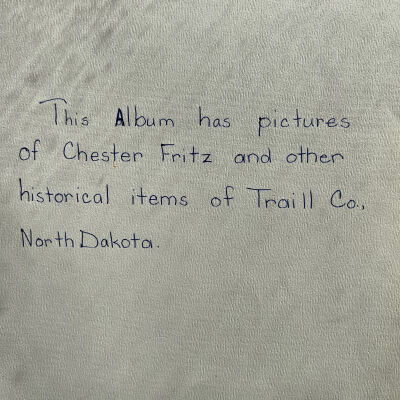 This Album has pictures
of Chester Fritz and other
historical items of Traill Co.,
North Dakota.